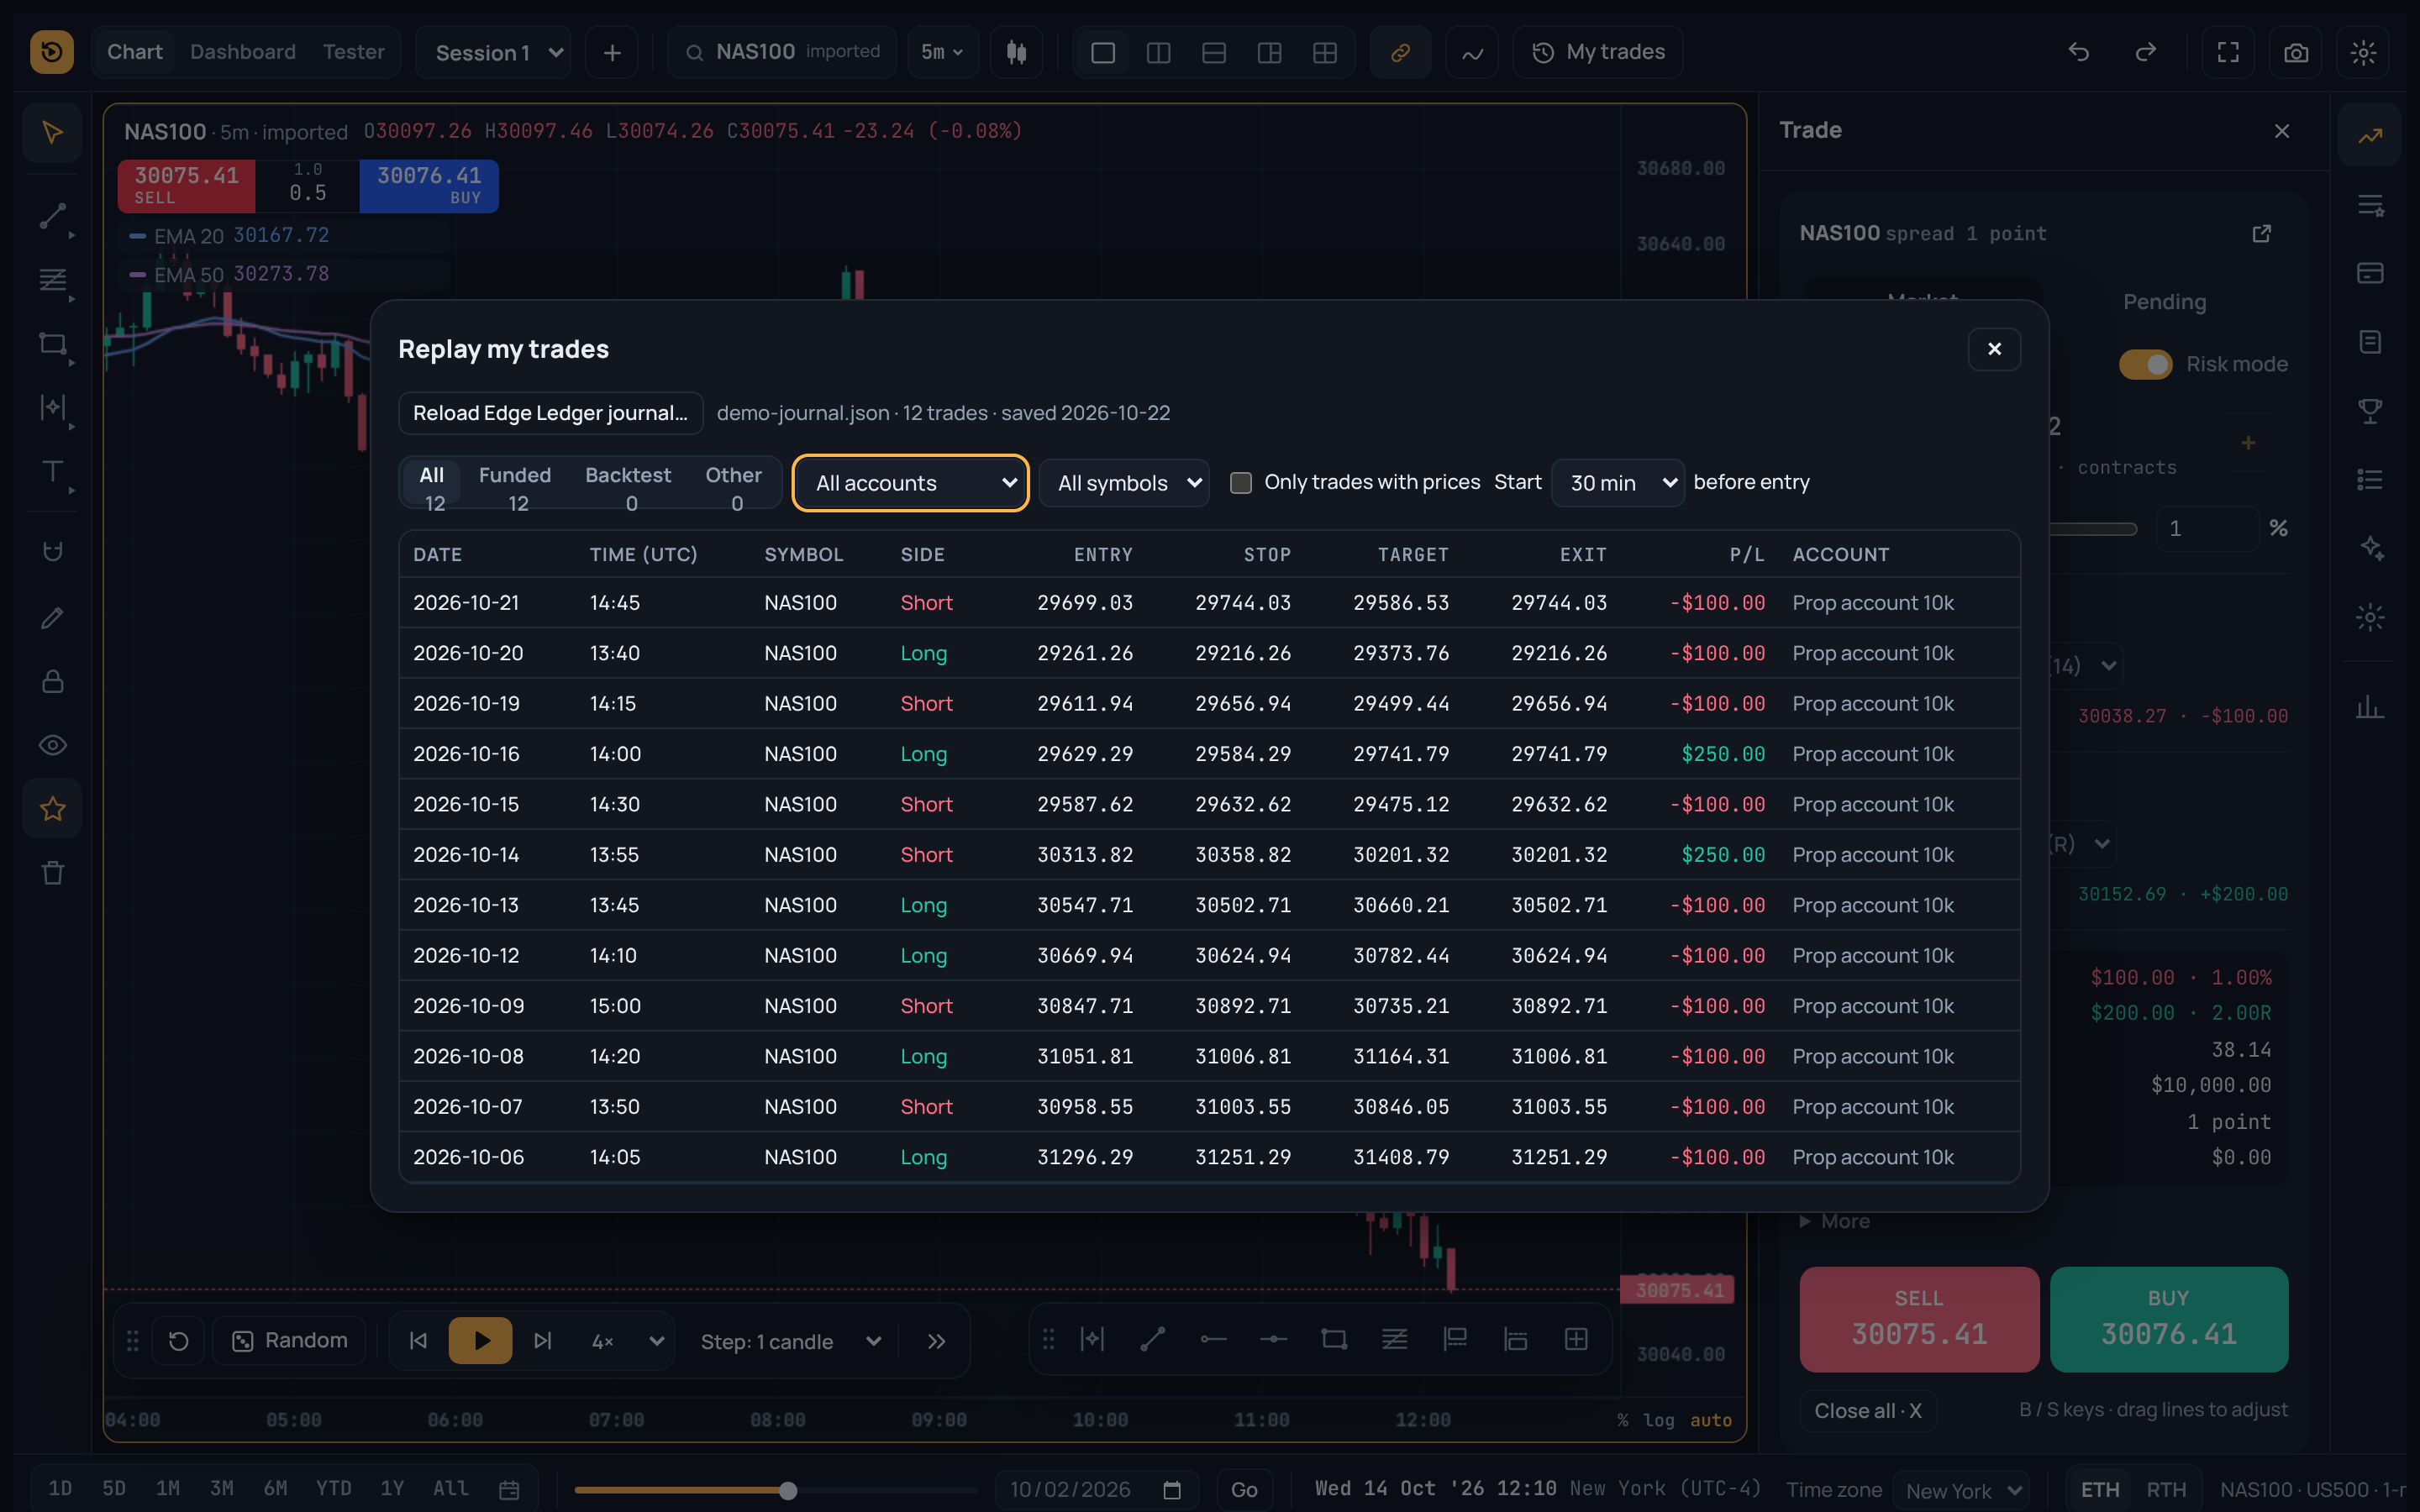 Chart Dashboard Tester Session 1 NAS100 imported 5m My trades
NAS100 · 5m · imported O30097.26 H30097.46 L30074.26 C30075.41 -23.24 (-0.08%)
30075.41 SELL 1.0 0.5 30076.41 BUY
EMA 20 30167.72
EMA 50 30273.78
30680.00
30640.00
Trade
NAS100 spread 1 point
Pending
Risk mode
Replay my trades
Reload Edge Ledger journal... demo-journal.json · 12 trades · saved 2026-10-22
All 12 Funded 12 Backtest 0 Other 0 All accounts All symbols Only trades with prices Start 30 min before entry
DATE TIME (UTC) SYMBOL SIDE ENTRY STOP TARGET EXIT P/L ACCOUNT
2026-10-21 14:45 NAS100 Short 29699.03 29744.03 29586.53 29744.03 -$100.00 Prop account 10k
2026-10-20 13:40 NAS100 Long 29261.26 29216.26 29373.76 29216.26 -$100.00 Prop account 10k
2026-10-19 14:15 NAS100 Short 29611.94 29656.94 29499.44 29656.94 -$100.00 Prop account 10k
2026-10-16 14:00 NAS100 Long 29629.29 29584.29 29741.79 29741.79 $250.00 Prop account 10k
2026-10-15 14:30 NAS100 Short 29587.62 29632.62 29475.12 29632.62 -$100.00 Prop account 10k
2026-10-14 13:55 NAS100 Short 30313.82 30358.82 30201.32 30201.32 $250.00 Prop account 10k
2026-10-13 13:45 NAS100 Long 30547.71 30502.71 30660.21 30502.71 -$100.00 Prop account 10k
2026-10-12 14:10 NAS100 Long 30669.94 30624.94 30782.44 30624.94 -$100.00 Prop account 10k
2026-10-09 15:00 NAS100 Short 30847.71 30892.71 30735.21 30892.71 -$100.00 Prop account 10k
2026-10-08 14:20 NAS100 Long 31051.81 31006.81 31164.31 31006.81 -$100.00 Prop account 10k
2026-10-07 13:50 NAS100 Short 30958.55 31003.55 30846.05 31003.55 -$100.00 Prop account 10k
2026-10-06 14:05 NAS100 Long 31296.29 31251.29 31408.79 31251.29 -$100.00 Prop account 10k
2
· contracts
1 %
14)
30038.27 · -$100.00
(R)
30152.69 · +$200.00
$100.00 · 1.00%
$200.00 · 2.00R
38.14
$10,000.00
1 point
$0.00
More
SELL 30075.41
BUY 30076.41
Close all · X B / S keys · drag lines to adjust
30075.41
30040.00
Random 4× Step: 1 candle
04:00 05:00 06:00 07:00 08:00 09:00 10:00 11:00 12:00 % log auto
1D 5D 1M 3M 6M YTD 1Y All 10/02/2026 Go Wed 14 Oct '26 12:10 New York (UTC-4) Time zone New York ETH RTH NAS100 · US500 · 1-